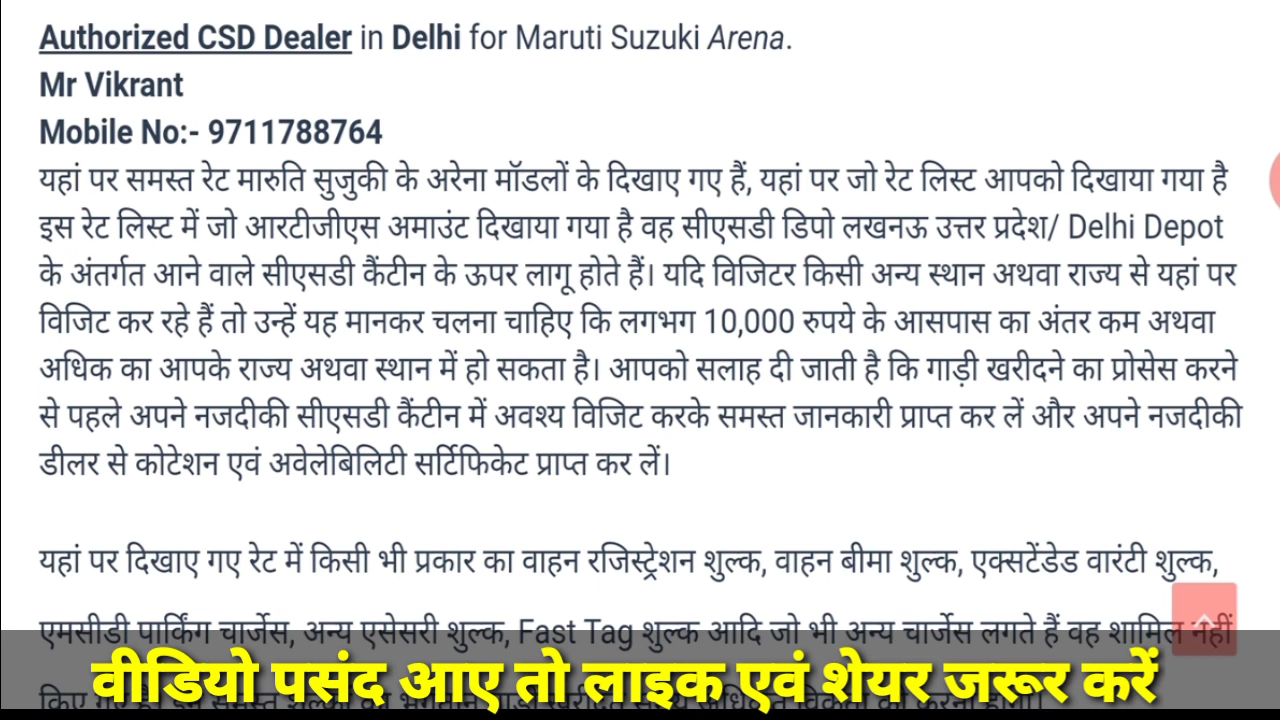 Authorized CSD Dealer in Delhi for Maruti Suzuki Arena.
Mr Vikrant
Mobile No:- 9711788764
यहां पर समस्त रेट मारुति सुजुकी के अरेना मॉडलों के दिखाए गए हैं, यहां पर जो रेट लिस्ट आपको दिखाया गया है
इस रेट लिस्ट में जो आरटीजीएस अमाउंट दिखाया गया है वह सीएसडी डिपो लखनऊ उत्तर प्रदेश/ Delhi Depot
के अंतर्गत आने वाले सीएसडी कैंटीन के ऊपर लागू होते हैं। यदि विजिटर किसी अन्य स्थान अथवा राज्य से यहां पर
विजिट कर रहे हैं तो उन्हें यह मानकर चलना चाहिए कि लगभग 10,000 रुपये के आसपास का अंतर कम अथवा
अधिक का आपके राज्य अथवा स्थान में हो सकता है। आपको सलाह दी जाती है कि गाड़ी खरीदने का प्रोसेस करने
से पहले अपने नजदीकी सीएसडी कैंटीन में अवश्य विजिट करके समस्त जानकारी प्राप्त कर लें और अपने नजदीकी
डीलर से कोटेशन एवं अवेलेबिलिटी सर्टिफिकेट प्राप्त कर लें।
यहां पर दिखाए गए रेट में किसी भी प्रकार का वाहन रजिस्ट्रेशन शुल्क, वाहन बीमा शुल्क, एक्सटेंडेड वारंटी शुल्क,
एमसीडी पार्किंग चार्जेस, अन्य एसेसरी शुल्क, Fast Tag शुल्क आदि जो भी अन्य चार्जेस लगते हैं वह शामिल नहीं
वीडियो पसंद आए तो लाइक एवं शेयर जरूर करें